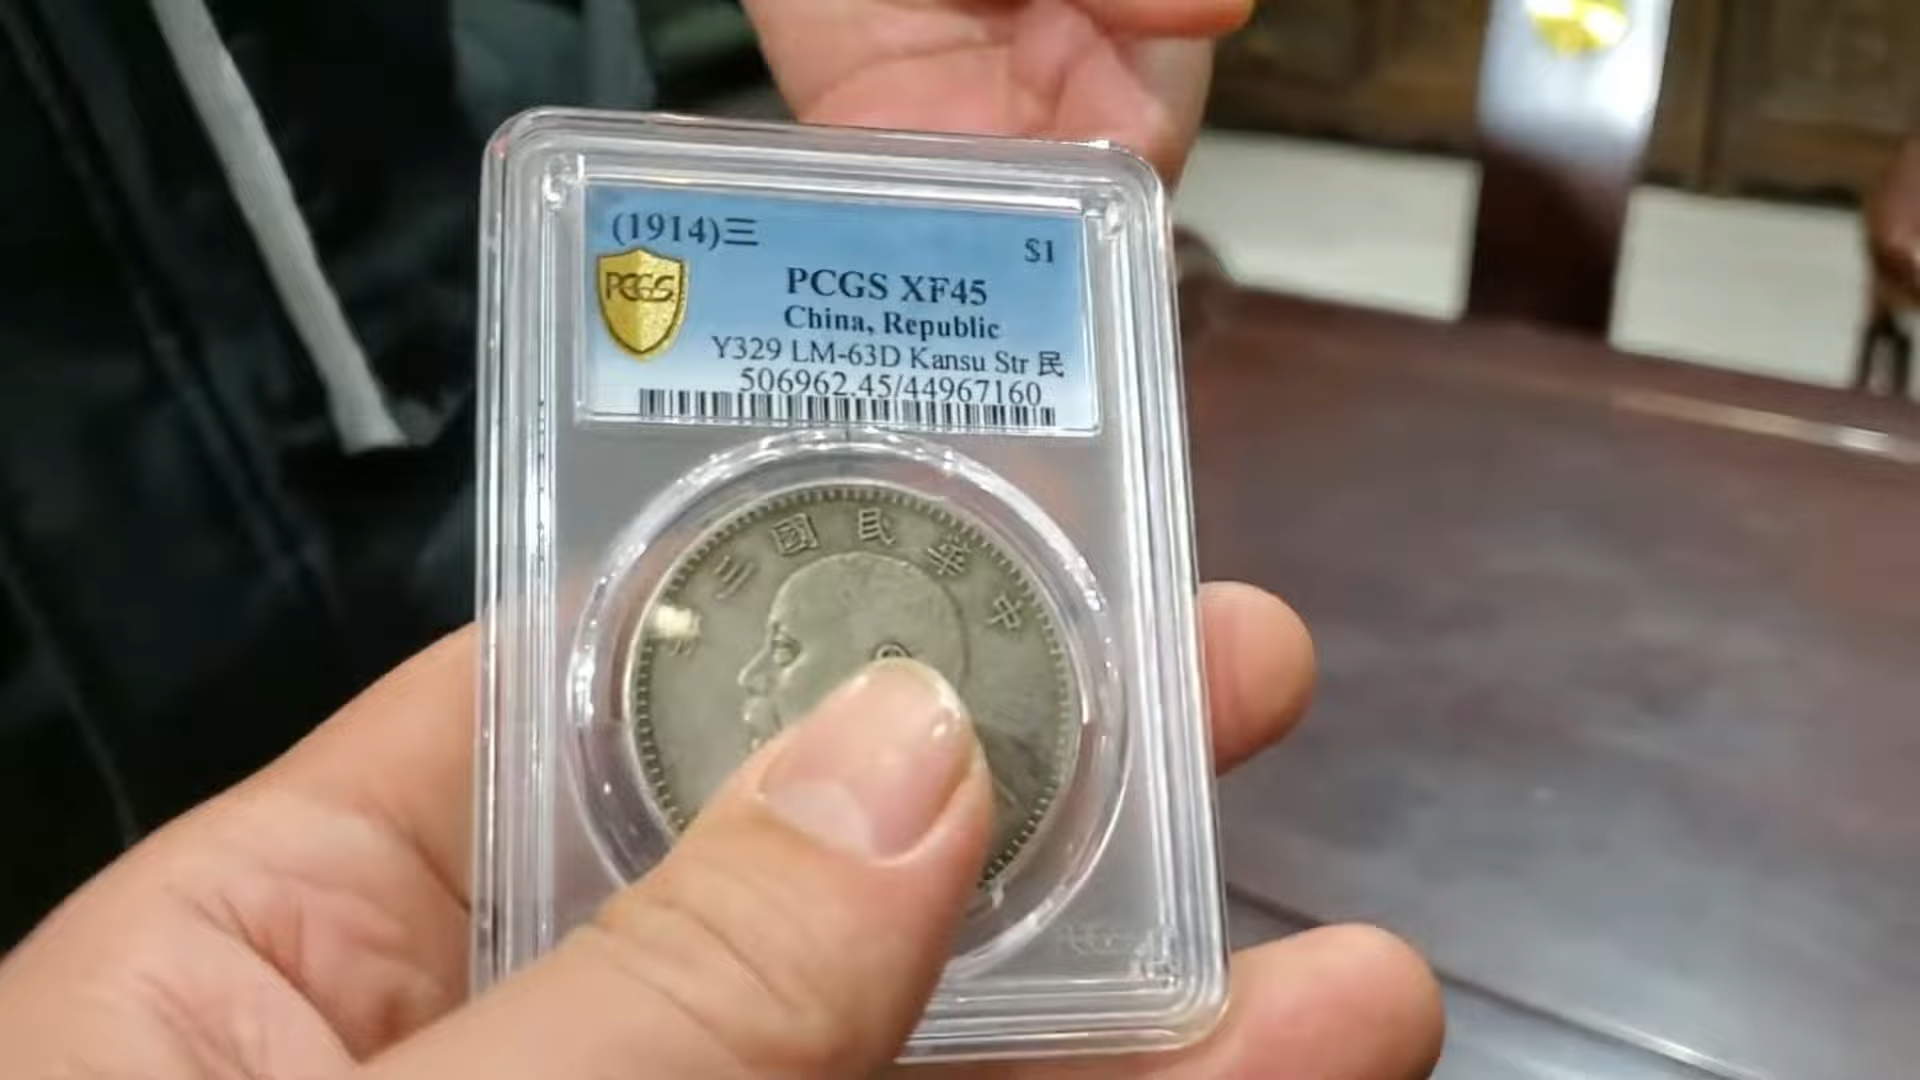 (1914)三 $1
PCGS
PCGS XF45
China, Republic
Y329 LM-63D Kansu Str 民
506962.45/44967160
三 國 民 華 中